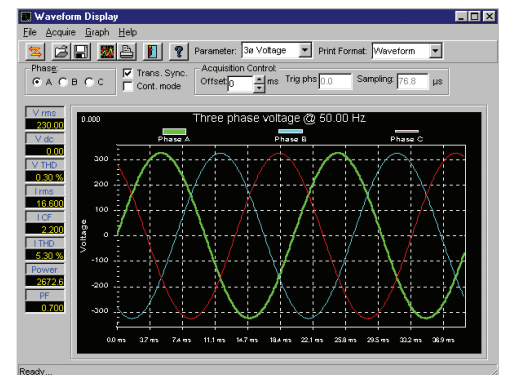 Waveform Display
File Acquire Graph Help
Parameter: 3ø Voltage Print Format: Waveform
Phase:
A B C
Trans. Sync.
Cont. mode
Acquisition Control:
Offset: 0 ms Trig phs 0.0 Sampling: 76.8 µs
V rms
230.00
V dc
0.00
V THD
0.30 %
I rms
16.600
I CF
2.200
I THD
5.30 %
Power
2672.6
PF
0.700
0.000
Three phase voltage @ 50.00 Hz
Phase A Phase B Phase C
Voltage
300
200
100
0
-100
-200
-300
0.0 ms 3.7 ms 7.4 ms 11.1 ms 14.7 ms 18.4 ms 22.1 ms 25.8 ms 29.5 ms 33.2 ms 36.9 ms
Ready...